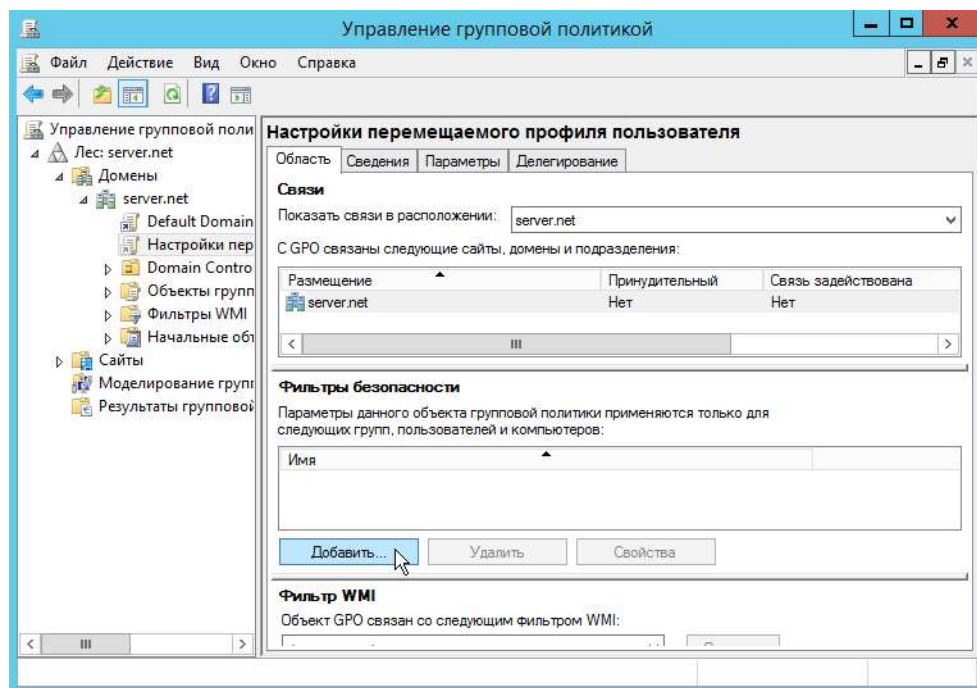 Управление групповой политикой
Файл Действие Вид Окно Справка
Управление групповой поли
Лес: server.net
Домены
server.net
Default Domain
Настройки пер
Domain Contro
Объекты групп
Фильтры WMI
Начальные объ
Сайты
Моделирование групп
Результаты групповой
Настройки перемещаемого профиля пользователя
Область Сведения Параметры Делегирование
Связи
Показать связи в расположении: server.net
С GPO связаны следующие сайты, домены и подразделения:
Размещение Принудительный Связь задействована
server.net Нет Нет
Фильтры безопасности
Параметры данного объекта групповой политики применяются только для
следующих групп, пользователей и компьютеров:
Имя
Добавить... Удалить Свойства
Фильтр WMI
Объект GPO связан со следующим фильтром WMI: